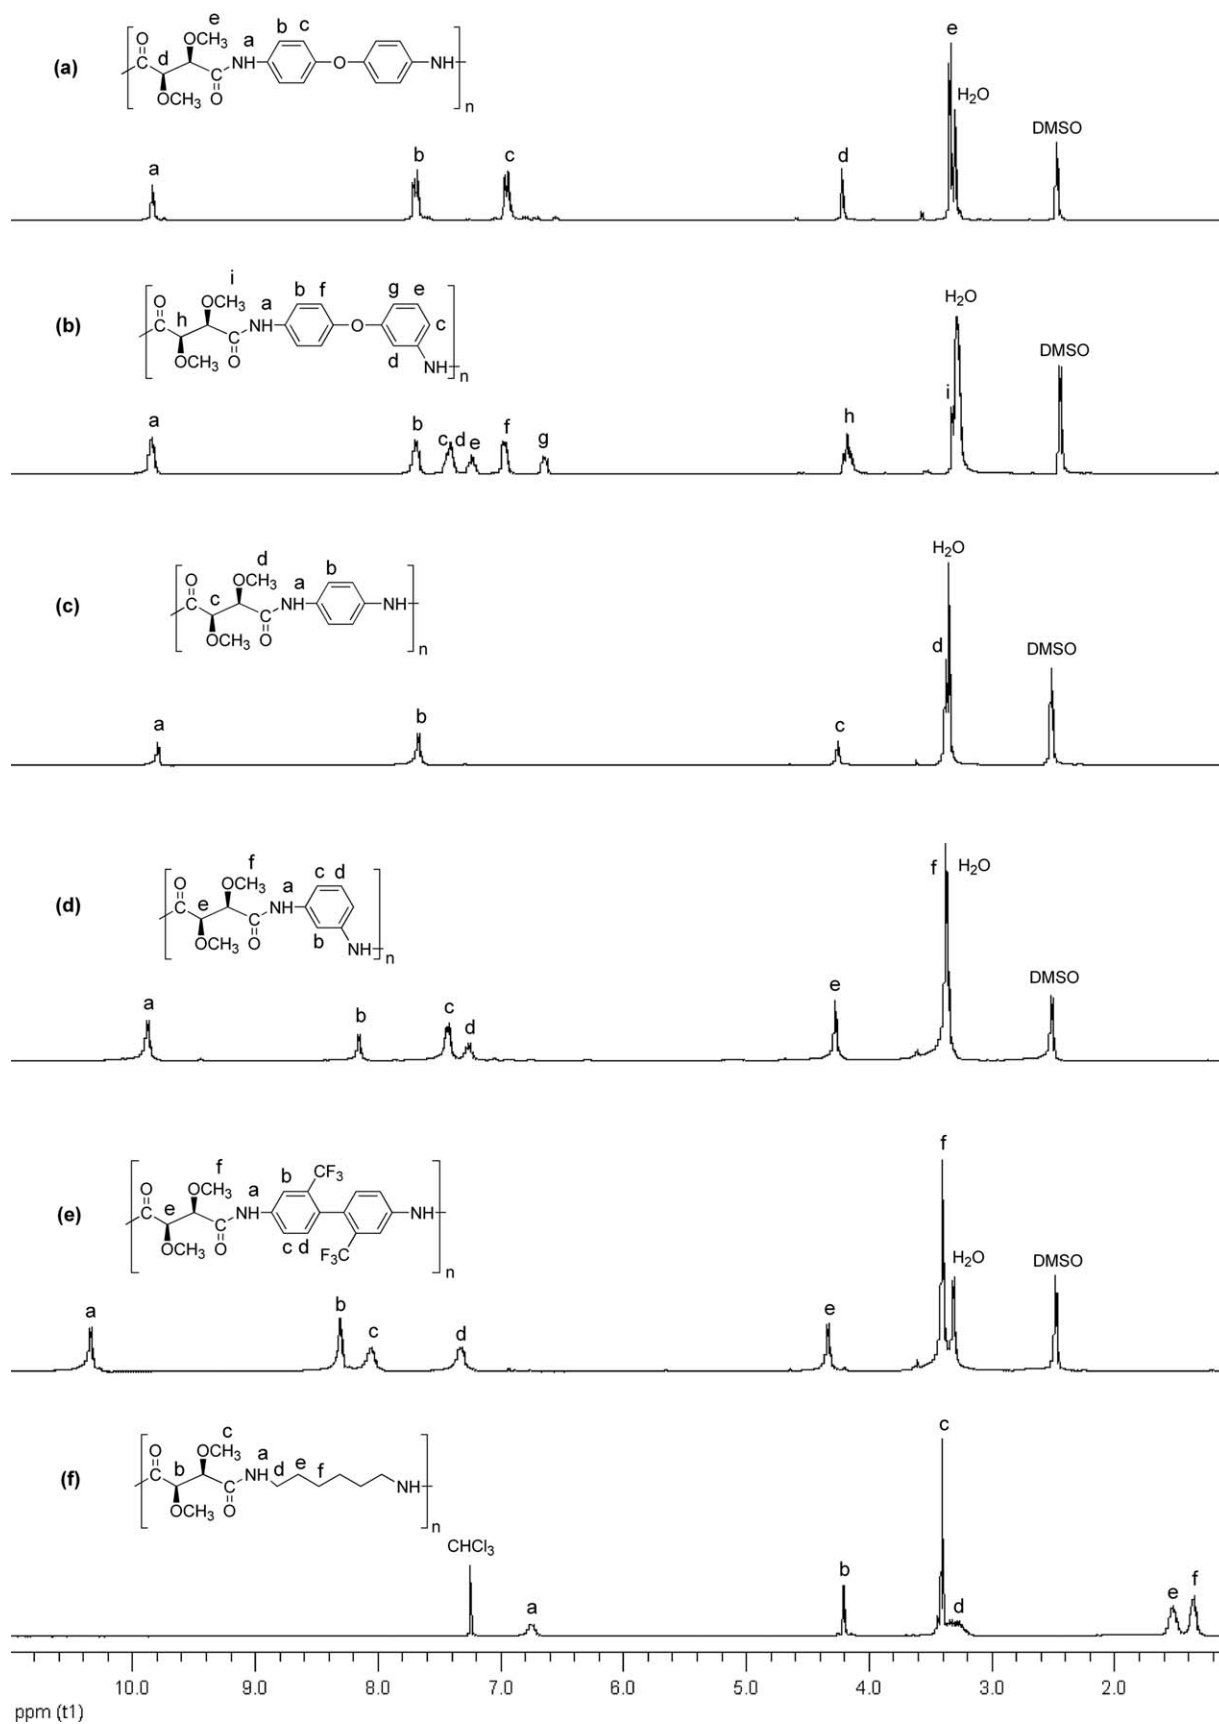 (a)
O
C
d
OCH3
e
OCH3
C
O
a
NH
b
c
O
NH
n
a
b
c
d
e
H2O
DMSO
(b)
O
C
h
OCH3
i
OCH3
C
O
a
NH
b
f
O
g
e
c
d
NH
n
a
b
c
d
e
f
g
h
i
H2O
DMSO
(c)
O
C
c
OCH3
d
OCH3
C
O
a
NH
b
NH
n
a
b
c
d
H2O
DMSO
(d)
O
C
e
OCH3
f
OCH3
C
O
a
NH
c
d
b
NH
n
a
b
c
d
e
f
H2O
DMSO
(e)
O
C
e
OCH3
f
OCH3
C
O
a
NH
b
CF3
c
d
F3C
NH
n
a
b
c
d
e
f
H2O
DMSO
(f)
O
C
b
OCH3
c
OCH3
C
O
a
NH
d
e
f
NH
n
CHCl3
a
b
c
d
e
f
10.0 9.0 8.0 7.0 6.0 5.0 4.0 3.0 2.0
ppm (t1)